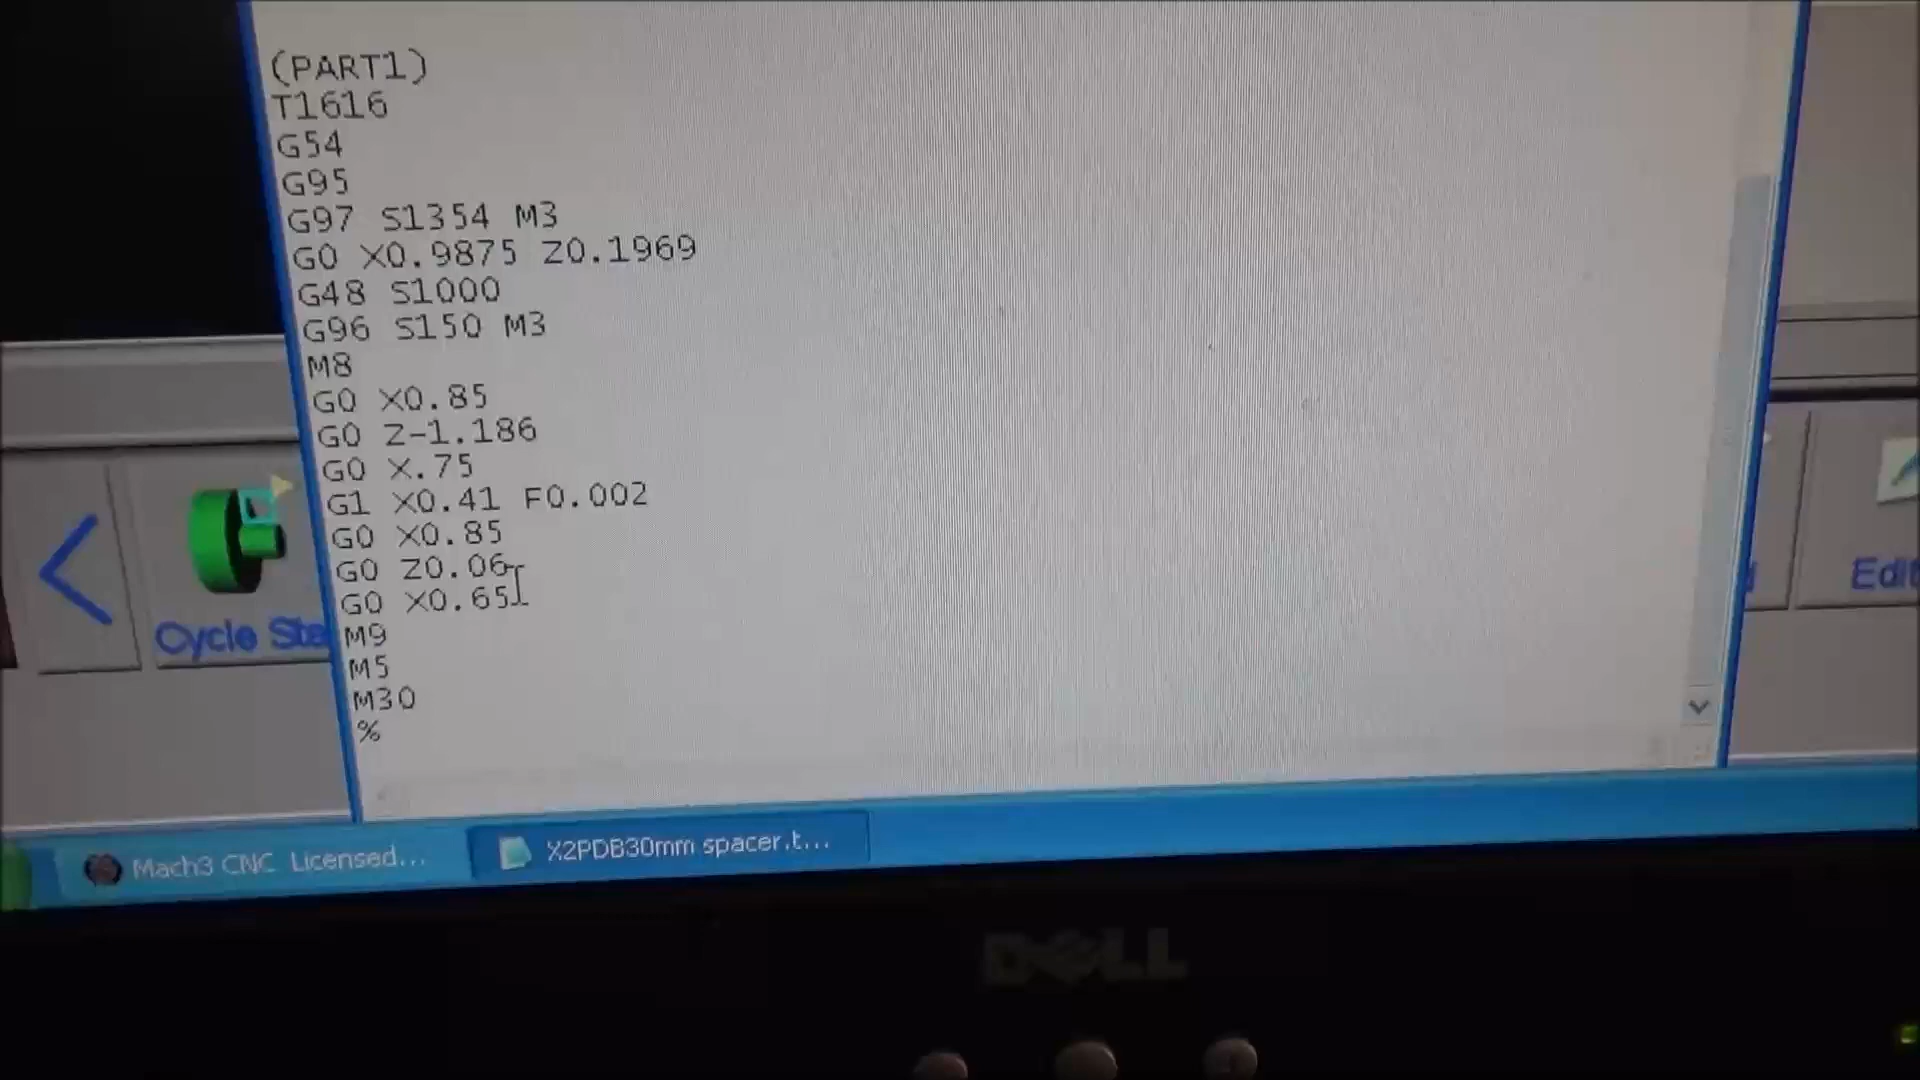 (PART1)
T1616
G54
G95
G97 S1354 M3
G0 X0.9875 Z0.1969
G48 S1000
G96 S150 M3
M8
G0 X0.85
G0 Z-1.186
G0 X.75
G1 X0.41 F0.002
G0 X0.85
G0 Z0.06
G0 X0.65
M9
M5
M30
%
Cycle Sta
Edit
Mach3 CNC Licensed...
X2PDB30mm spacer.t...
DELL